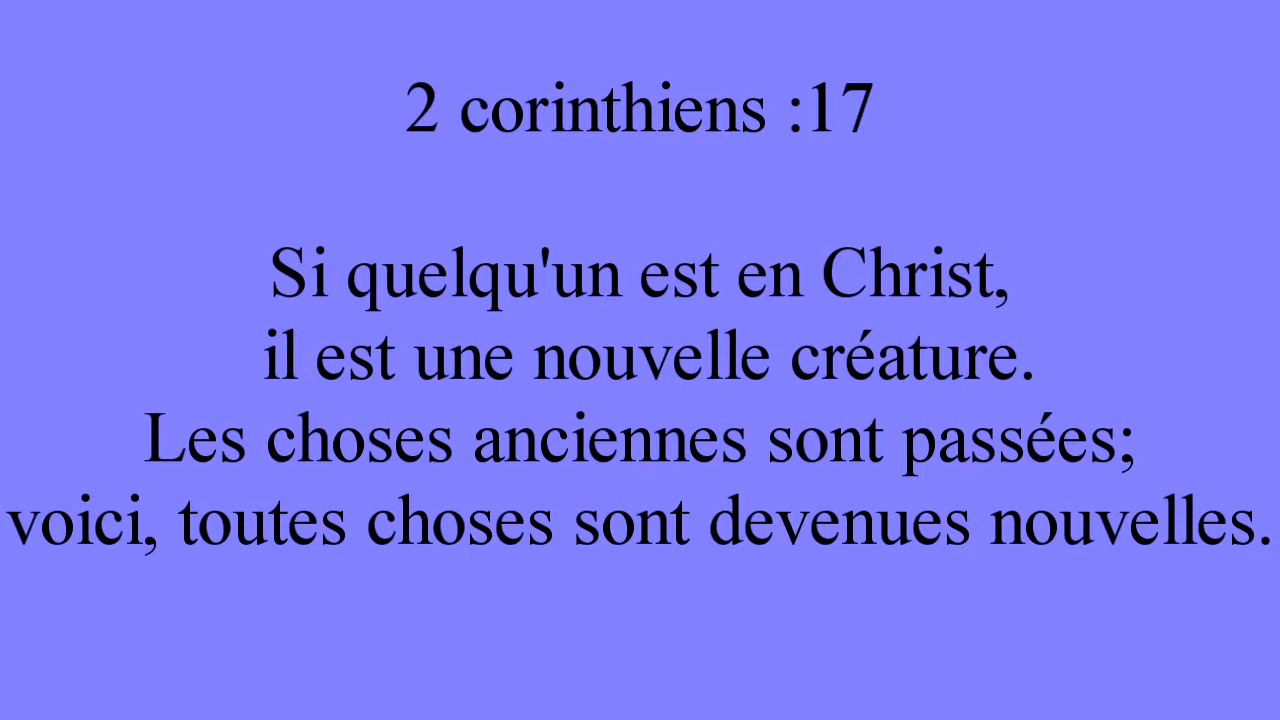 2 corinthiens :17
Si quelqu'un est en Christ,
il est une nouvelle créature.
Les choses anciennes sont passées;
voici, toutes choses sont devenues nouvelles.